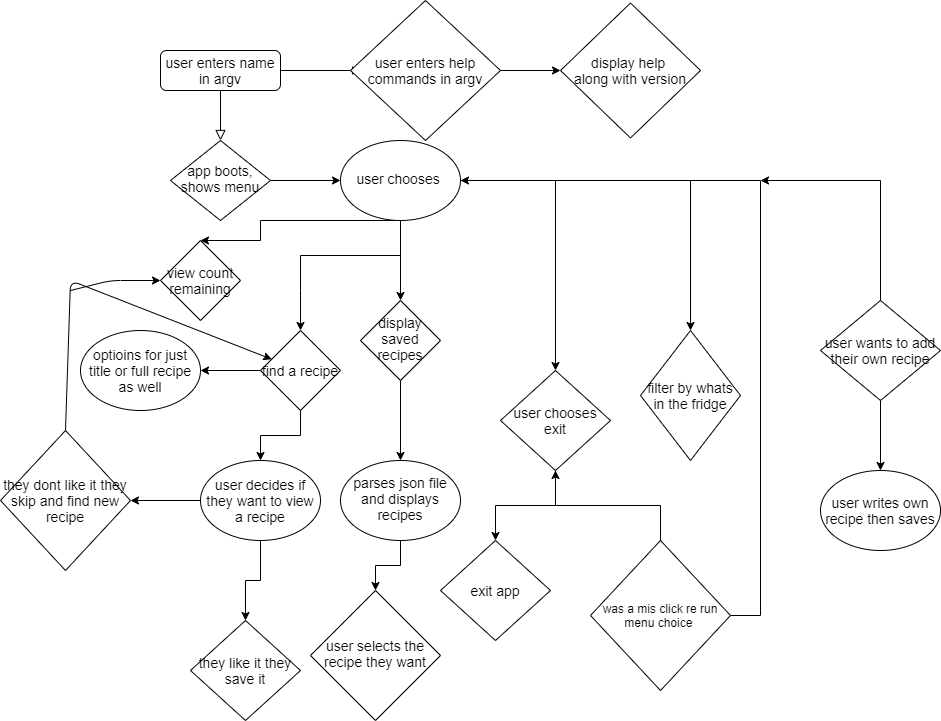 user enters name
in argv
user enters help
commands in argv
display help
along with version
app boots,
shows menu
user chooses
view count
remaining
display
saved
recipes
optioins for just
title or full recipe
as well
find a recipe
user chooses
exit
filter by whats
in the fridge
user wants to add
their own recipe
they dont like it they
skip and find new
recipe
user decides if
they want to view
a recipe
parses json file
and displays
recipes
user writes own
recipe then saves
exit app
was a mis click re run
menu choice
they like it they
save it
user selects the
recipe they want